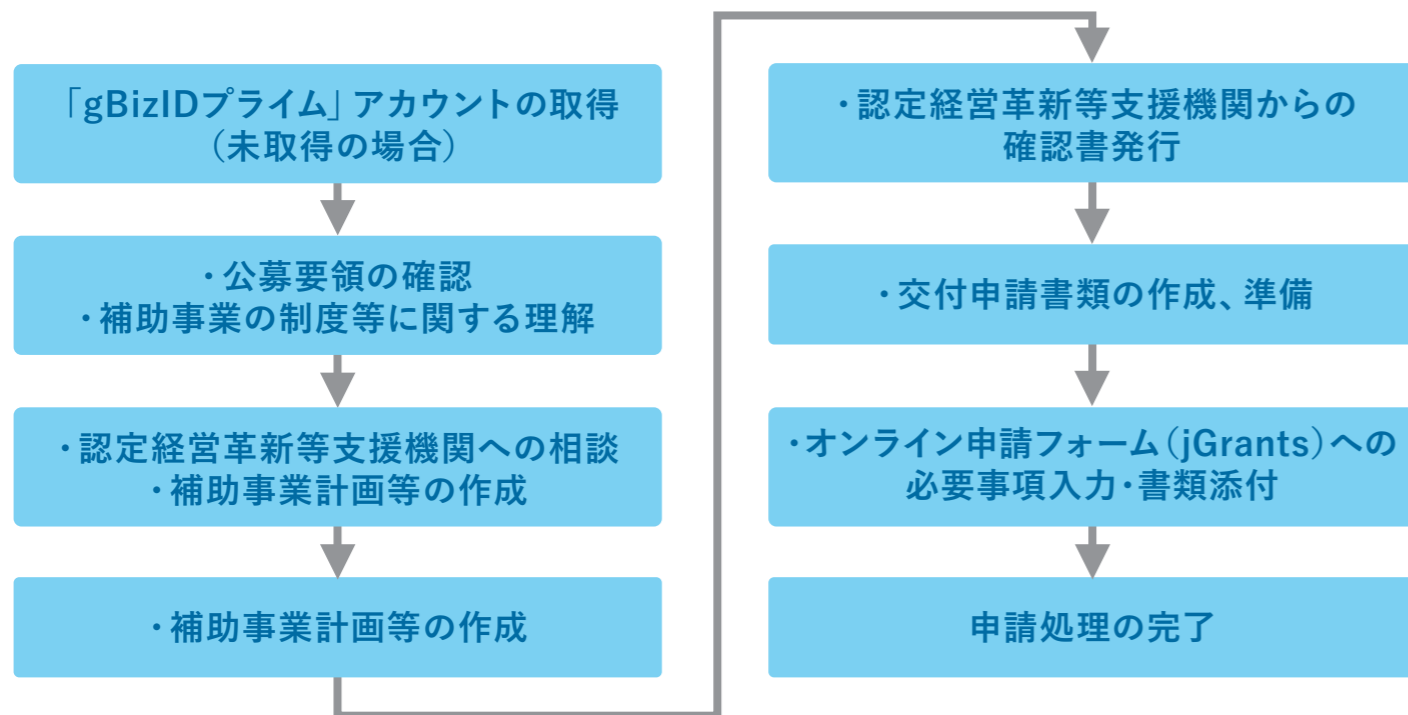 「gBizIDプライム」アカウントの取得
（未取得の場合）
・公募要領の確認
・補助事業の制度等に関する理解
・認定経営革新等支援機関への相談
・補助事業計画等の作成
・補助事業計画等の作成
・認定経営革新等支援機関からの
確認書発行
・交付申請書類の作成、準備
・オンライン申請フォーム（jGrants）への
必要事項入力・書類添付
申請処理の完了